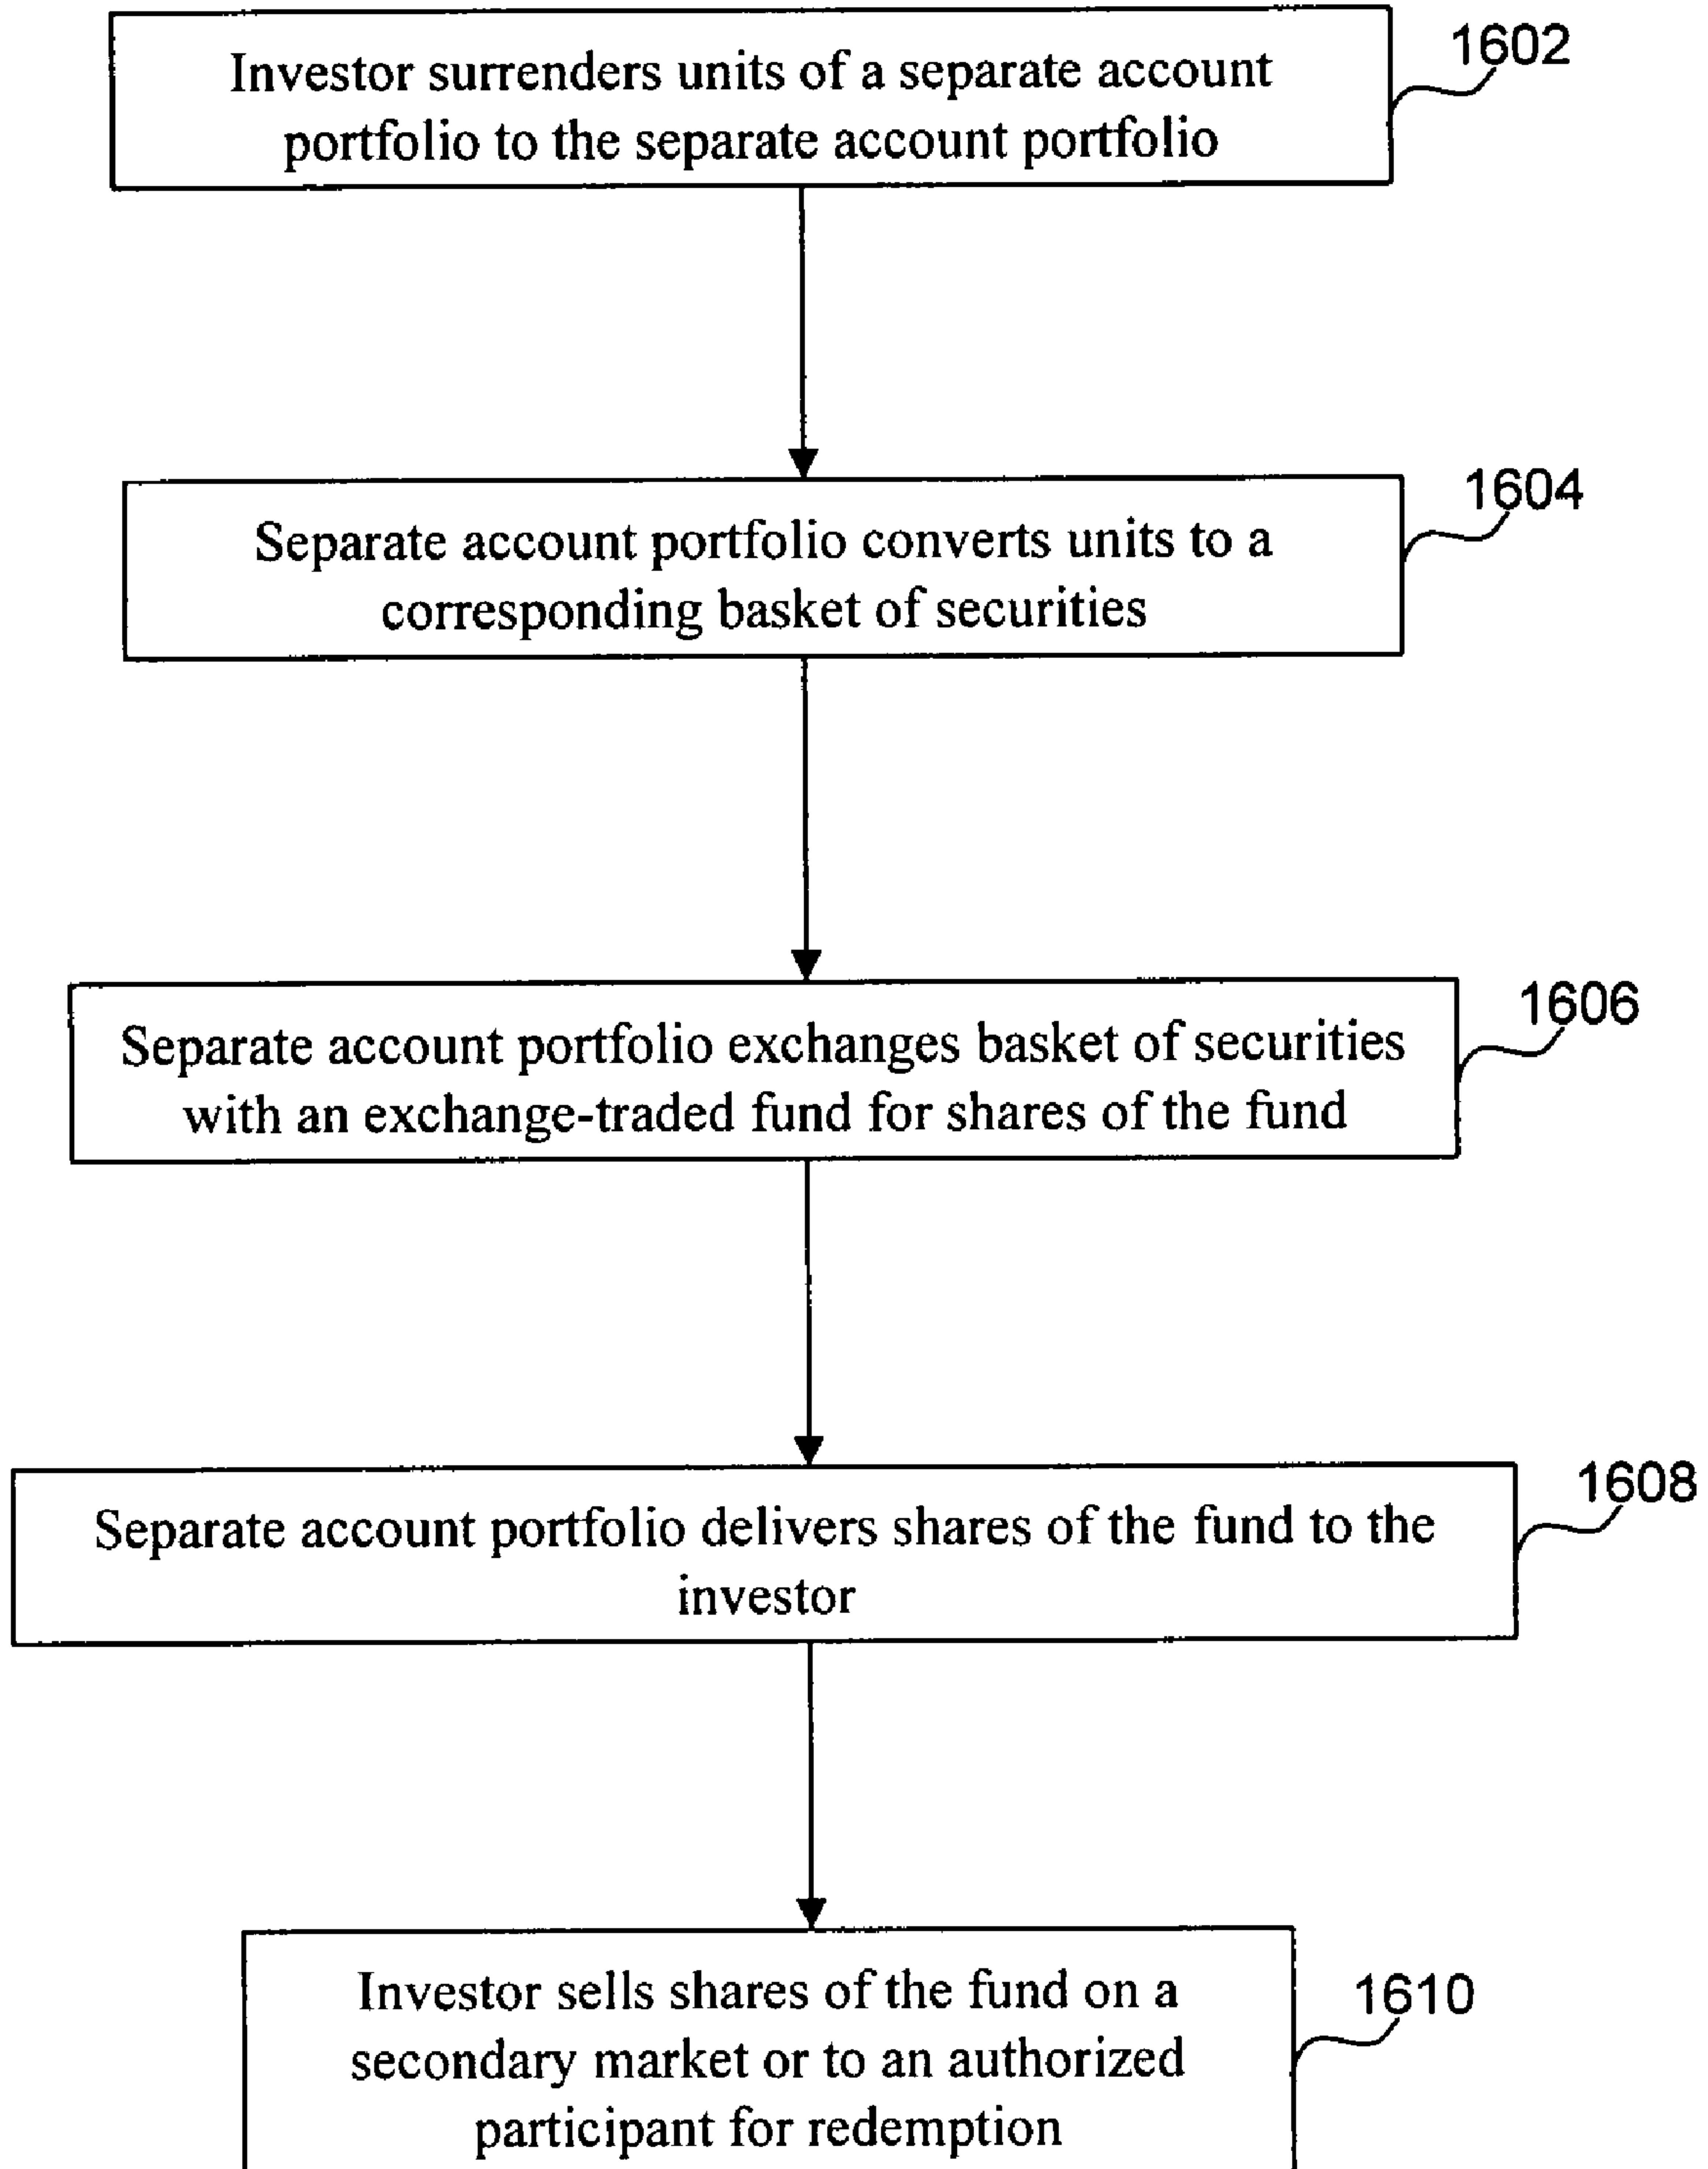 Investor surrenders units of a separate account
portfolio to the separate account portfolio
1602
Separate account portfolio converts units to a
corresponding basket of securities
1604
Separate account portfolio exchanges basket of securities
with an exchange-traded fund for shares of the fund
1606
Separate account portfolio delivers shares of the fund to the
investor
1608
Investor sells shares of the fund on a
secondary market or to an authorized
participant for redemption
1610